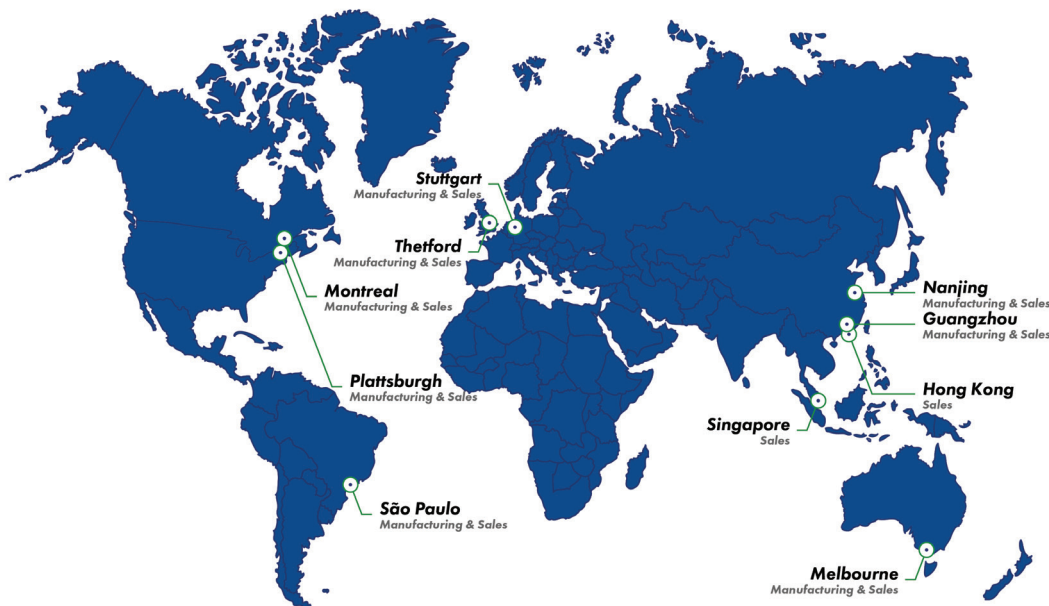 Stuttgart
Manufacturing & Sales
Thetford
Manufacturing & Sales
Montreal
Manufacturing & Sales
Plattsburgh
Manufacturing & Sales
São Paulo
Manufacturing & Sales
Nanjing
Manufacturing & Sales
Guangzhou
Manufacturing & Sales
Hong Kong
Sales
Singapore
Sales
Melbourne
Manufacturing & Sales